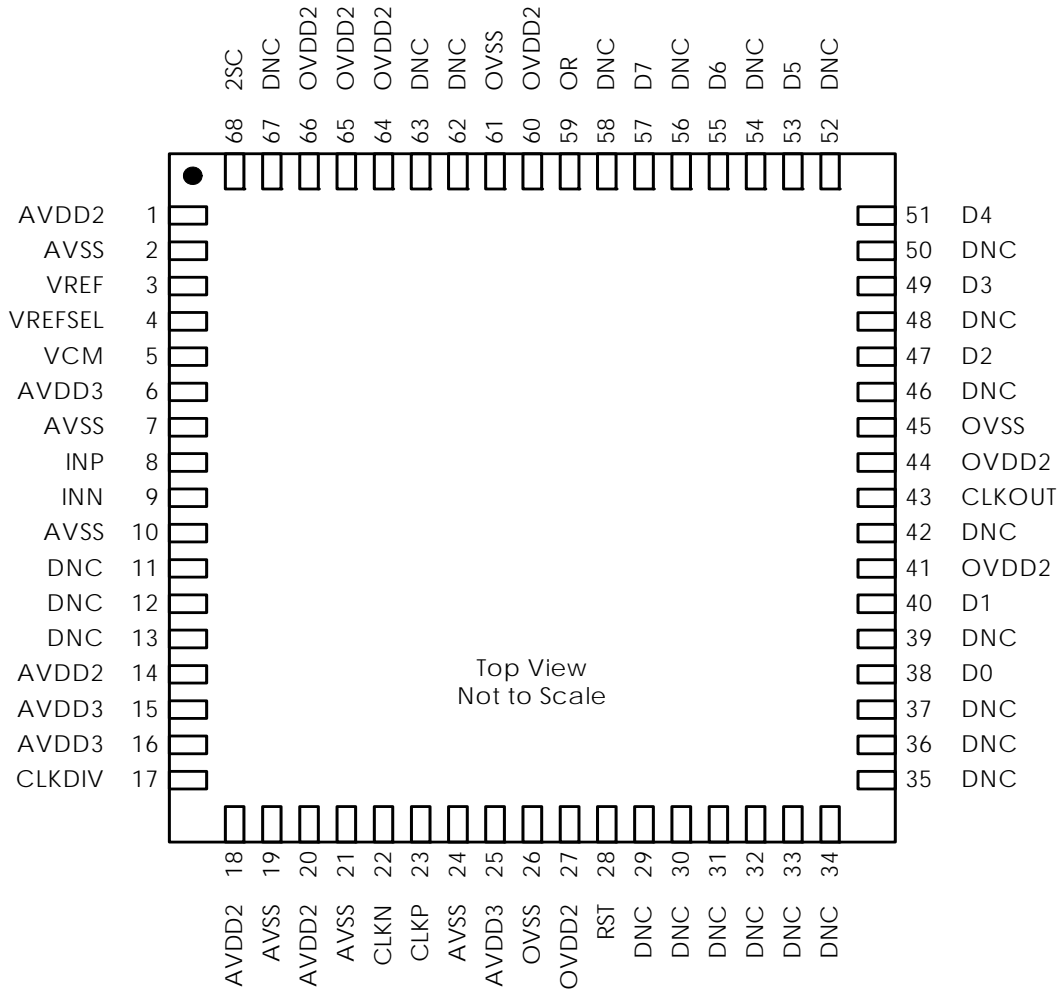 2SC DNC OVDD2 OVDD2 OVDD2 DNC DNC OVSS OVDD2 OR DNC D7 DNC D6 DNC D5 DNC
68 67 66 65 64 63 62 61 60 59 58 57 56 55 54 53 52
AVDD2 1
AVSS 2
VREF 3
VREFSEL 4
VCM 5
AVDD3 6
AVSS 7
INP 8
INN 9
AVSS 10
DNC 11
DNC 12
DNC 13
AVDD2 14
AVDD3 15
AVDD3 16
CLKDIV 17
Top View
Not to Scale
51 D4
50 DNC
49 D3
48 DNC
47 D2
46 DNC
45 OVSS
44 OVDD2
43 CLKOUT
42 DNC
41 OVDD2
40 D1
39 DNC
38 D0
37 DNC
36 DNC
35 DNC
18 19 20 21 22 23 24 25 26 27 28 29 30 31 32 33 34
AVDD2 AVSS AVDD2 AVSS CLKN CLKP AVSS AVDD3 OVSS OVDD2 RST DNC DNC DNC DNC DNC DNC